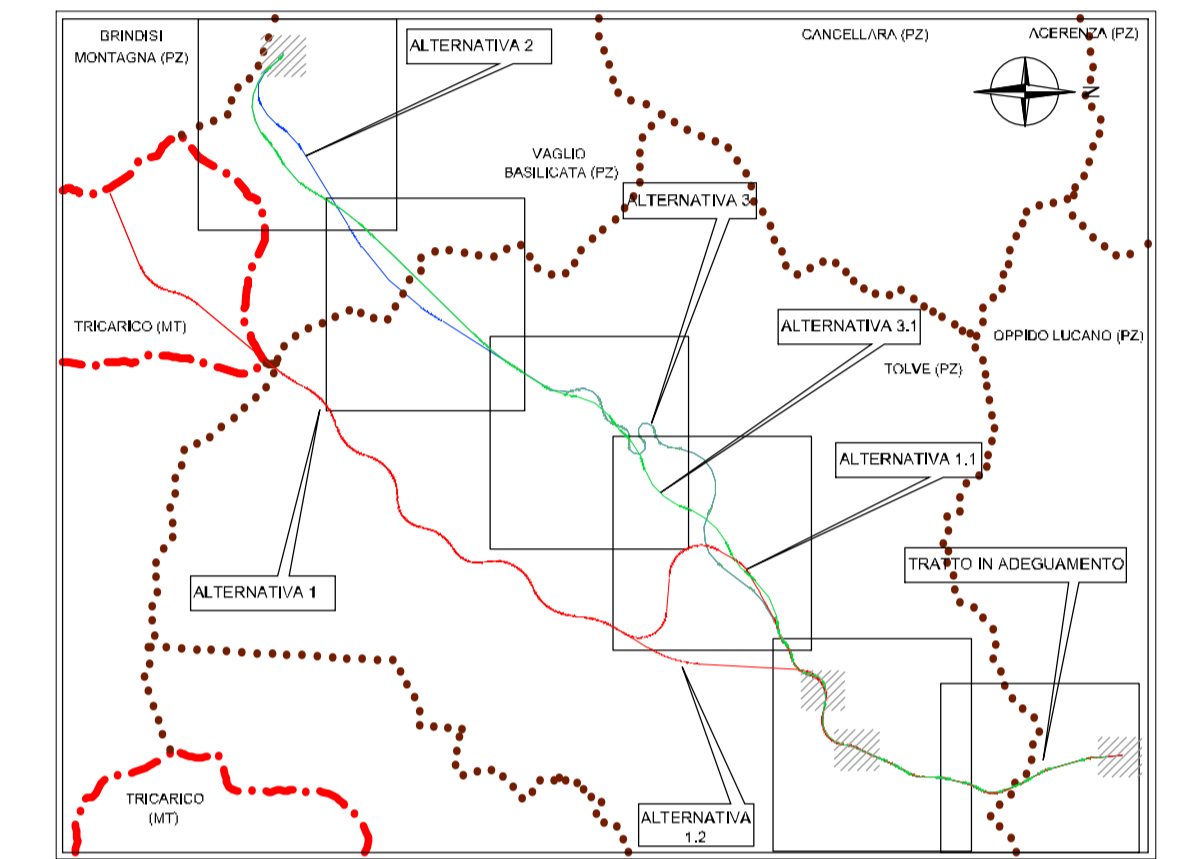 BRINDISI
MONTAGNA (PZ)
ALTERNATIVA 2
CANCELLARA (PZ)
ACERENZA (PZ)
N
VAGLIO
BASILICATA (PZ)
ALTERNATIVA 3
TRICARICO (MT)
ALTERNATIVA 3.1
OPPIDO LUCANO (PZ)
TOLVE (PZ)
ALTERNATIVA 1.1
TRATTO IN ADEGUAMENTO
ALTERNATIVA 1
TRICARICO
(MT)
ALTERNATIVA
1.2